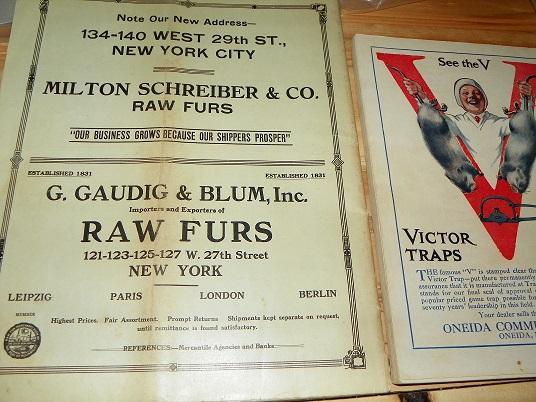 Note Our New Address—
134-140 WEST 29th ST.,
NEW YORK CITY
MILTON SCHREIBER & CO.
RAW FURS
"OUR BUSINESS GROWS BECAUSE OUR SHIPPERS PROSPER"
ESTABLISHED 1831 ESTABLISHED 1831
G. GAUDIG & BLUM, Inc.
Importers and Exporters of
RAW FURS
121-123-125-127 W. 27th Street
NEW YORK
LEIPZIG PARIS LONDON BERLIN
MEMBER
Highest Prices. Fair Assortment. Prompt Returns Shipments kept separate on request,
until remittance is found satisfactory.
REFERENCES:—Mercantile Agencies and Banks
See the V
VICTOR
TRAPS
THE famous "V" is stamped clear thr
Victor Trap—put there permanently
assurance that it is manufactured at Tra
stands for our final seal of approval
popular priced game trap possible fo
seventy years' leadership in this field.
Your dealer sells th
ONEIDA COMMU
ONEIDA,